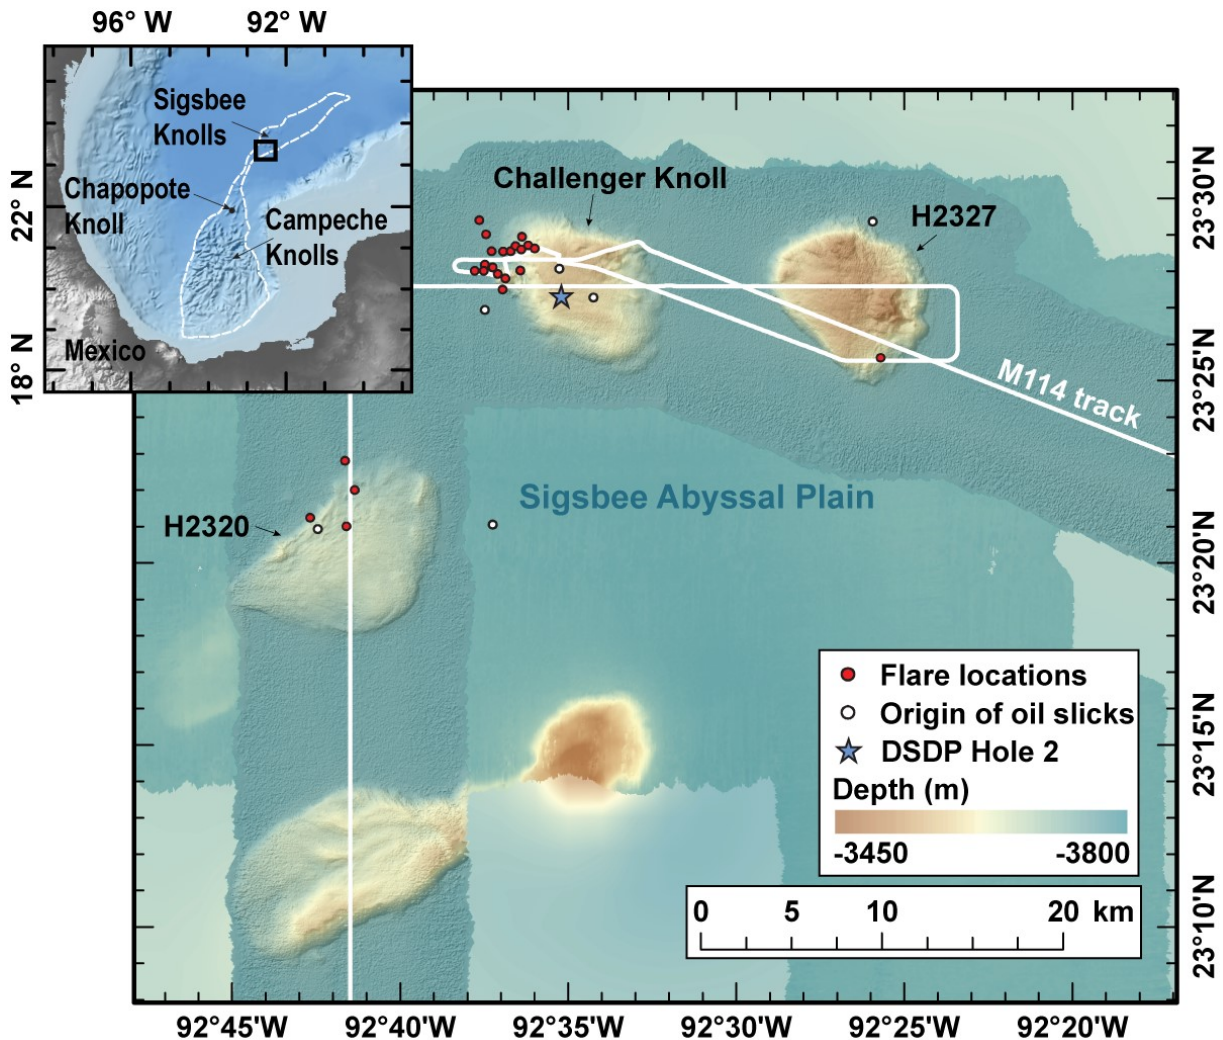 96° W 92° W
Sigsbee
Knolls
Chapopote
Knoll
Campeche
Knolls
Mexico
22° N
18° N
Challenger Knoll
H2327
M114 track
Sigsbee Abyssal Plain
H2320
23°30'N
23°25'N
23°20'N
23°15'N
23°10'N
Flare locations
Origin of oil slicks
DSDP Hole 2
Depth (m)
-3450 -3800
0 5 10 20 km
92°45'W 92°40'W 92°35'W 92°30'W 92°25'W 92°20'W